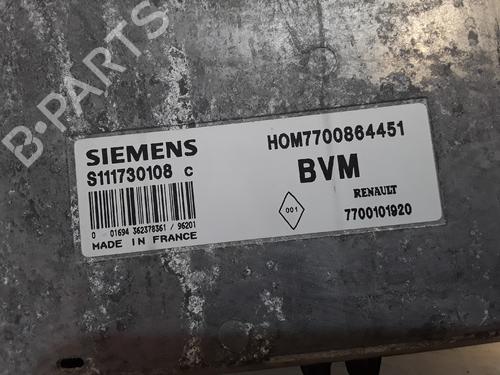 B-PARTS
SIEMENS
S111730108 C
0 01694 362378361 / 96201
MADE IN FRANCE
HOM7700864451
BVM
RENAULT
001
7700101920